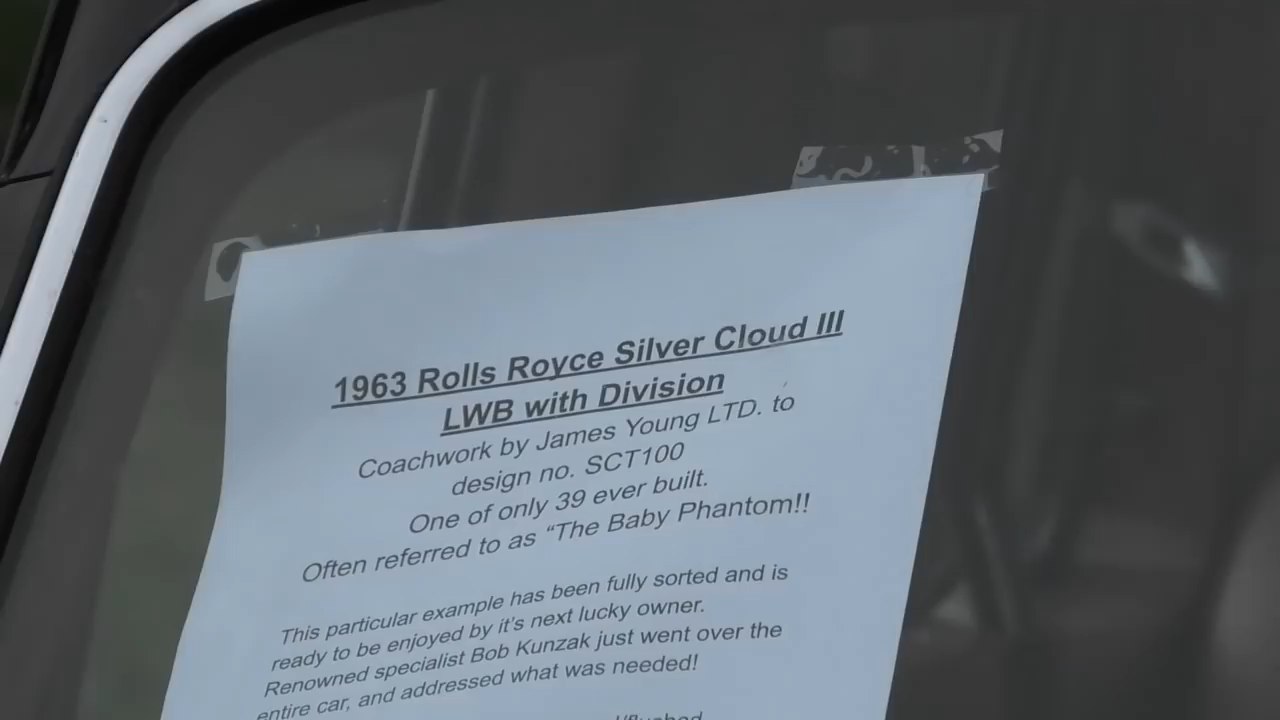 1963 Rolls Royce Silver Cloud III
LWB with Division
Coachwork by James Young LTD. to
design no. SCT100
One of only 39 ever built.
Often referred to as “The Baby Phantom!!
This particular example has been fully sorted and is
ready to be enjoyed by it's next lucky owner.
Renowned specialist Bob Kunzak just went over the
entire car, and addressed what was needed!